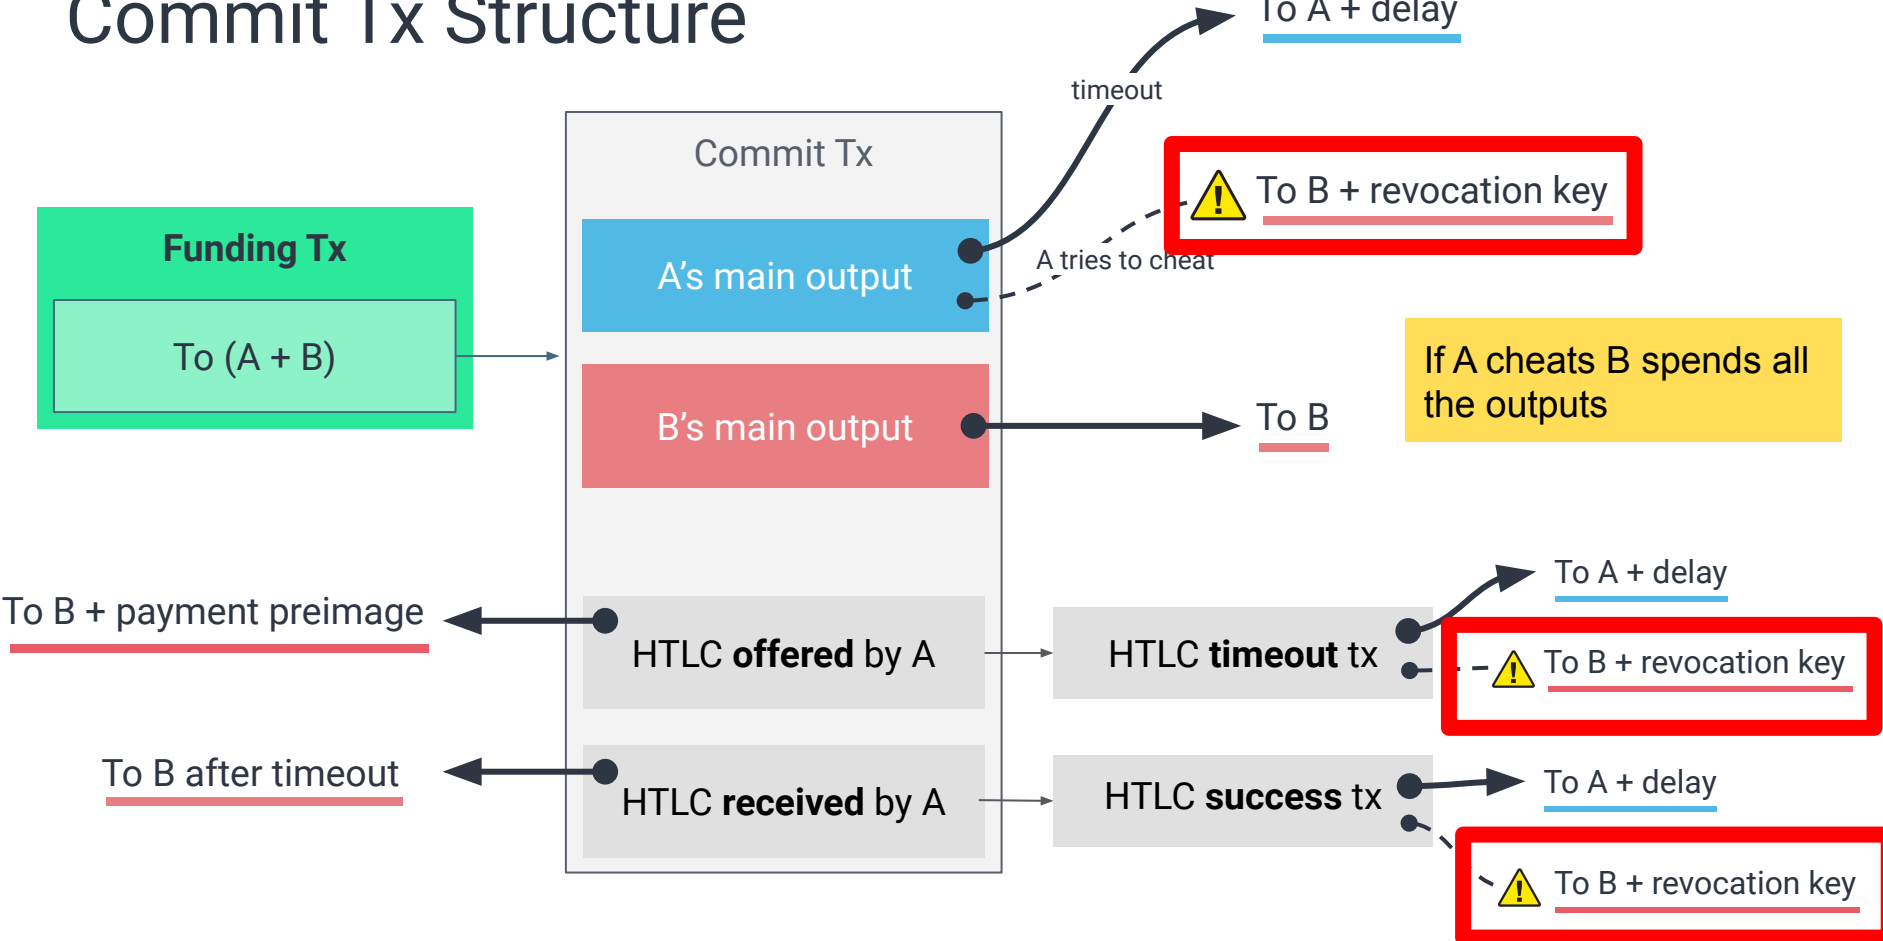 Commit Tx Structure
To A + delay
timeout
Commit Tx
To B + revocation key
A tries to cheat
Funding Tx
To (A + B)
A's main output
B's main output
To B
If A cheats B spends all
the outputs
To B + payment preimage
HTLC offered by A
HTLC timeout tx
To A + delay
To B + revocation key
To B after timeout
HTLC received by A
HTLC success tx
To A + delay
To B + revocation key